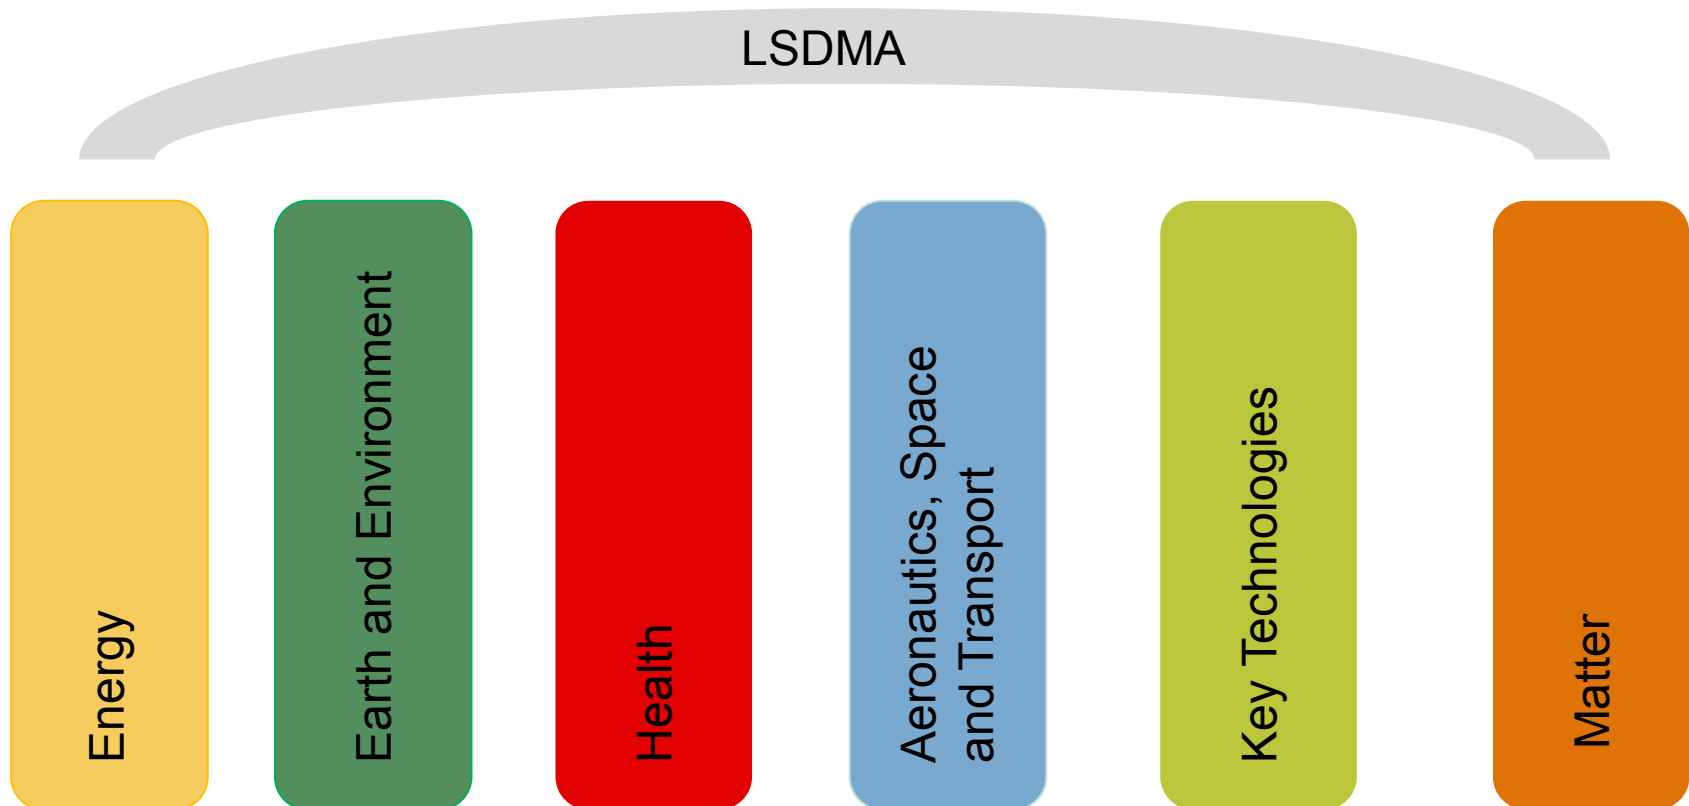 LSDMA
Energy
Earth and Environment
Health
Aeronautics, Space
and Transport
Key Technologies
Matter